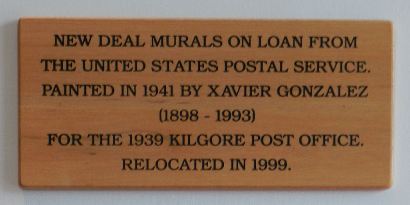 NEW DEAL MURALS ON LOAN FROM
THE UNITED STATES POSTAL SERVICE.
PAINTED IN 1941 BY XAVIER GONZALEZ
(1898 - 1993)
FOR THE 1939 KILGORE POST OFFICE.
RELOCATED IN 1999.